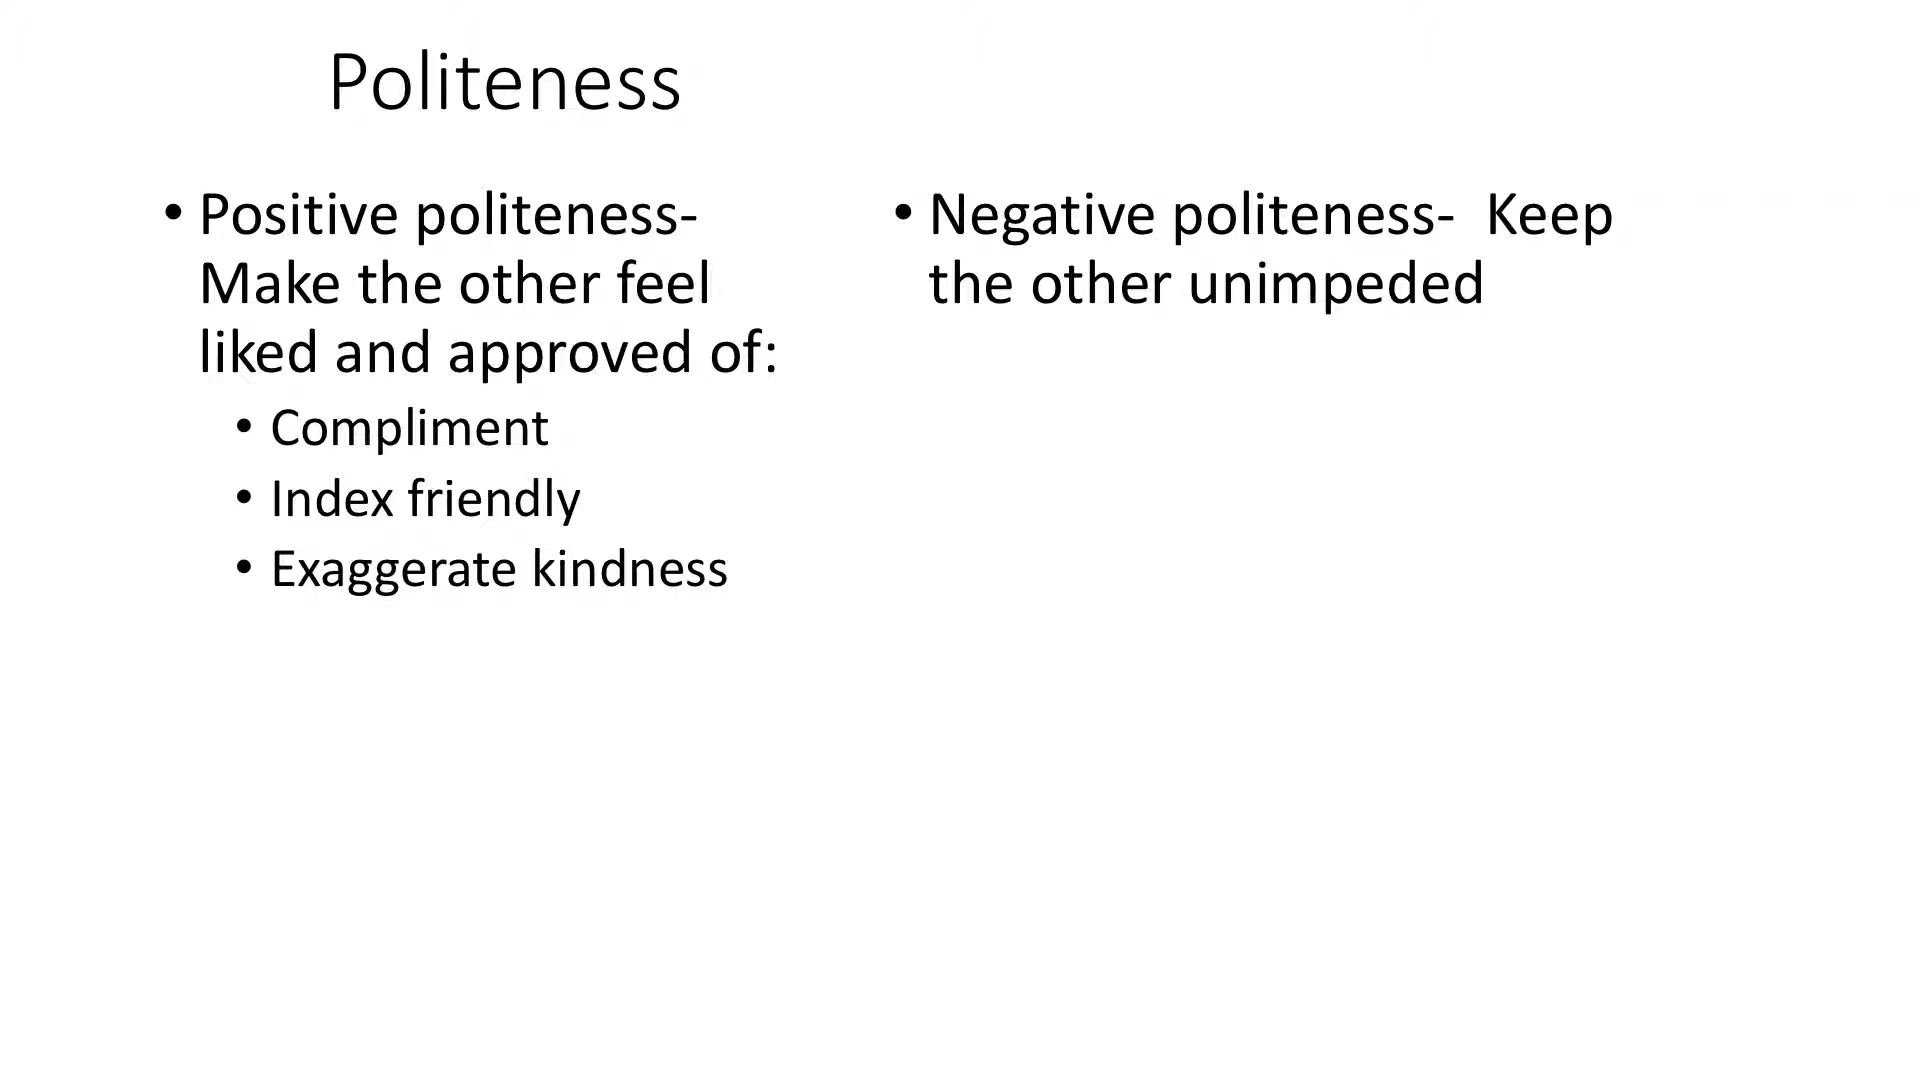 Politeness
• Positive politeness-
Make the other feel
liked and approved of:
• Compliment
• Index friendly
• Exaggerate kindness
• Negative politeness-  Keep
the other unimpeded